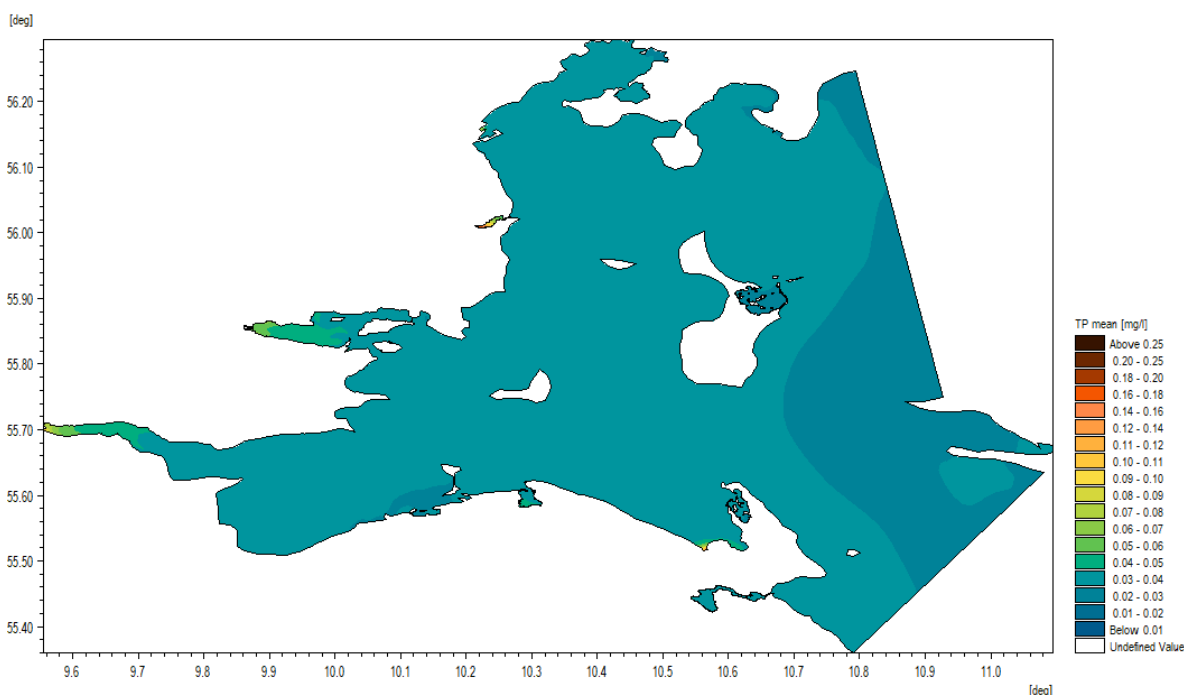 [deg]
56.20
56.10
56.00
55.90
55.80
55.70
55.60
55.50
55.40
9.6 9.7 9.8 9.9 10.0 10.1 10.2 10.3 10.4 10.5 10.6 10.7 10.8 10.9 11.0
[deg]
TP mean [mg/l]
Above 0.25
0.20 - 0.25
0.18 - 0.20
0.16 - 0.18
0.14 - 0.16
0.12 - 0.14
0.11 - 0.12
0.10 - 0.11
0.09 - 0.10
0.08 - 0.09
0.07 - 0.08
0.06 - 0.07
0.05 - 0.06
0.04 - 0.05
0.03 - 0.04
0.02 - 0.03
0.01 - 0.02
Below 0.01
Undefined Value